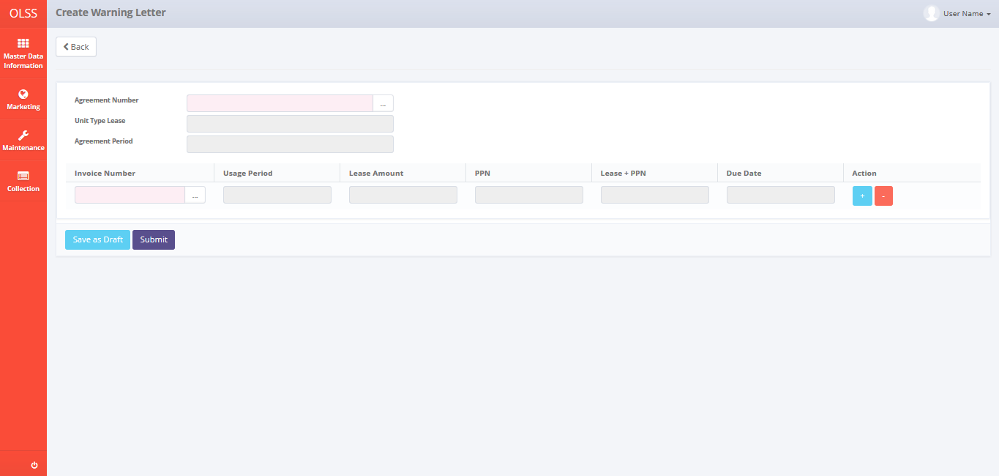 OLSS
Create Warning Letter
User Name
Master Data
Information
Marketing
Maintenance
Collection
Back
Agreement Number
...
Unit Type Lease
Agreement Period
Invoice Number Usage Period Lease Amount PPN Lease + PPN Due Date Action
... + -
Save as Draft Submit